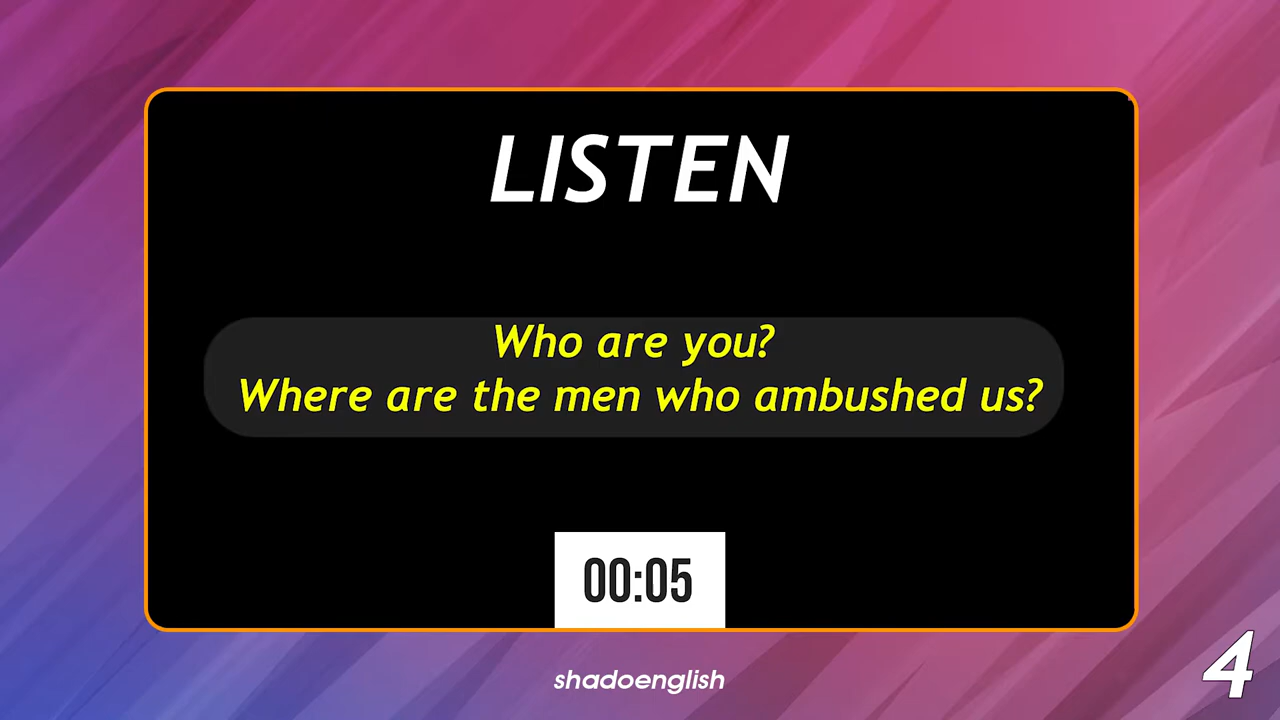 LISTEN
Who are you?
Where are the men who ambushed us?
00:05
shadoenglish
4